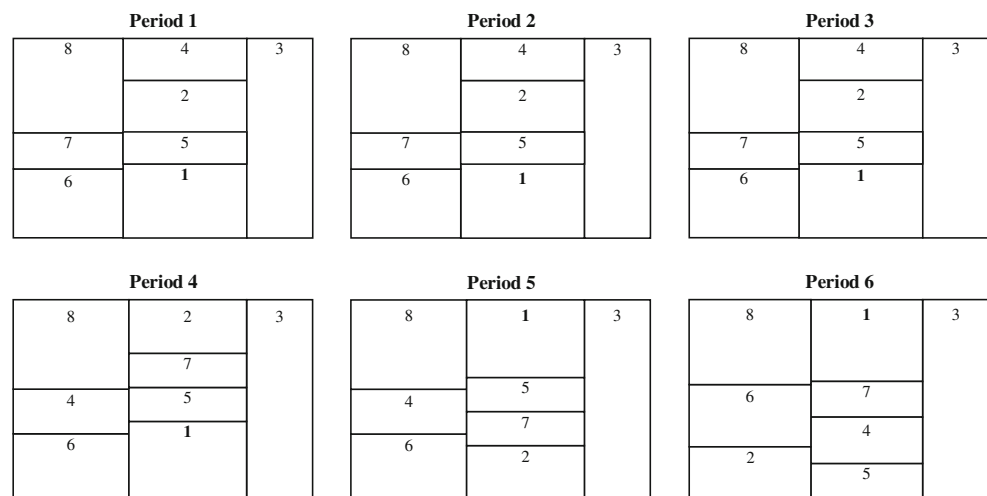 Period 1 Period 2 Period 3
8 4 3 8 4 3 8 4 3
2 2 2
7 5 7 5 7 5
6 1 6 1 6 1
Period 4 Period 5 Period 6
8 2 3 8 1 3 8 1 3
7 5 6 7
4 5 4 7 4
6 1 6 2 2 5